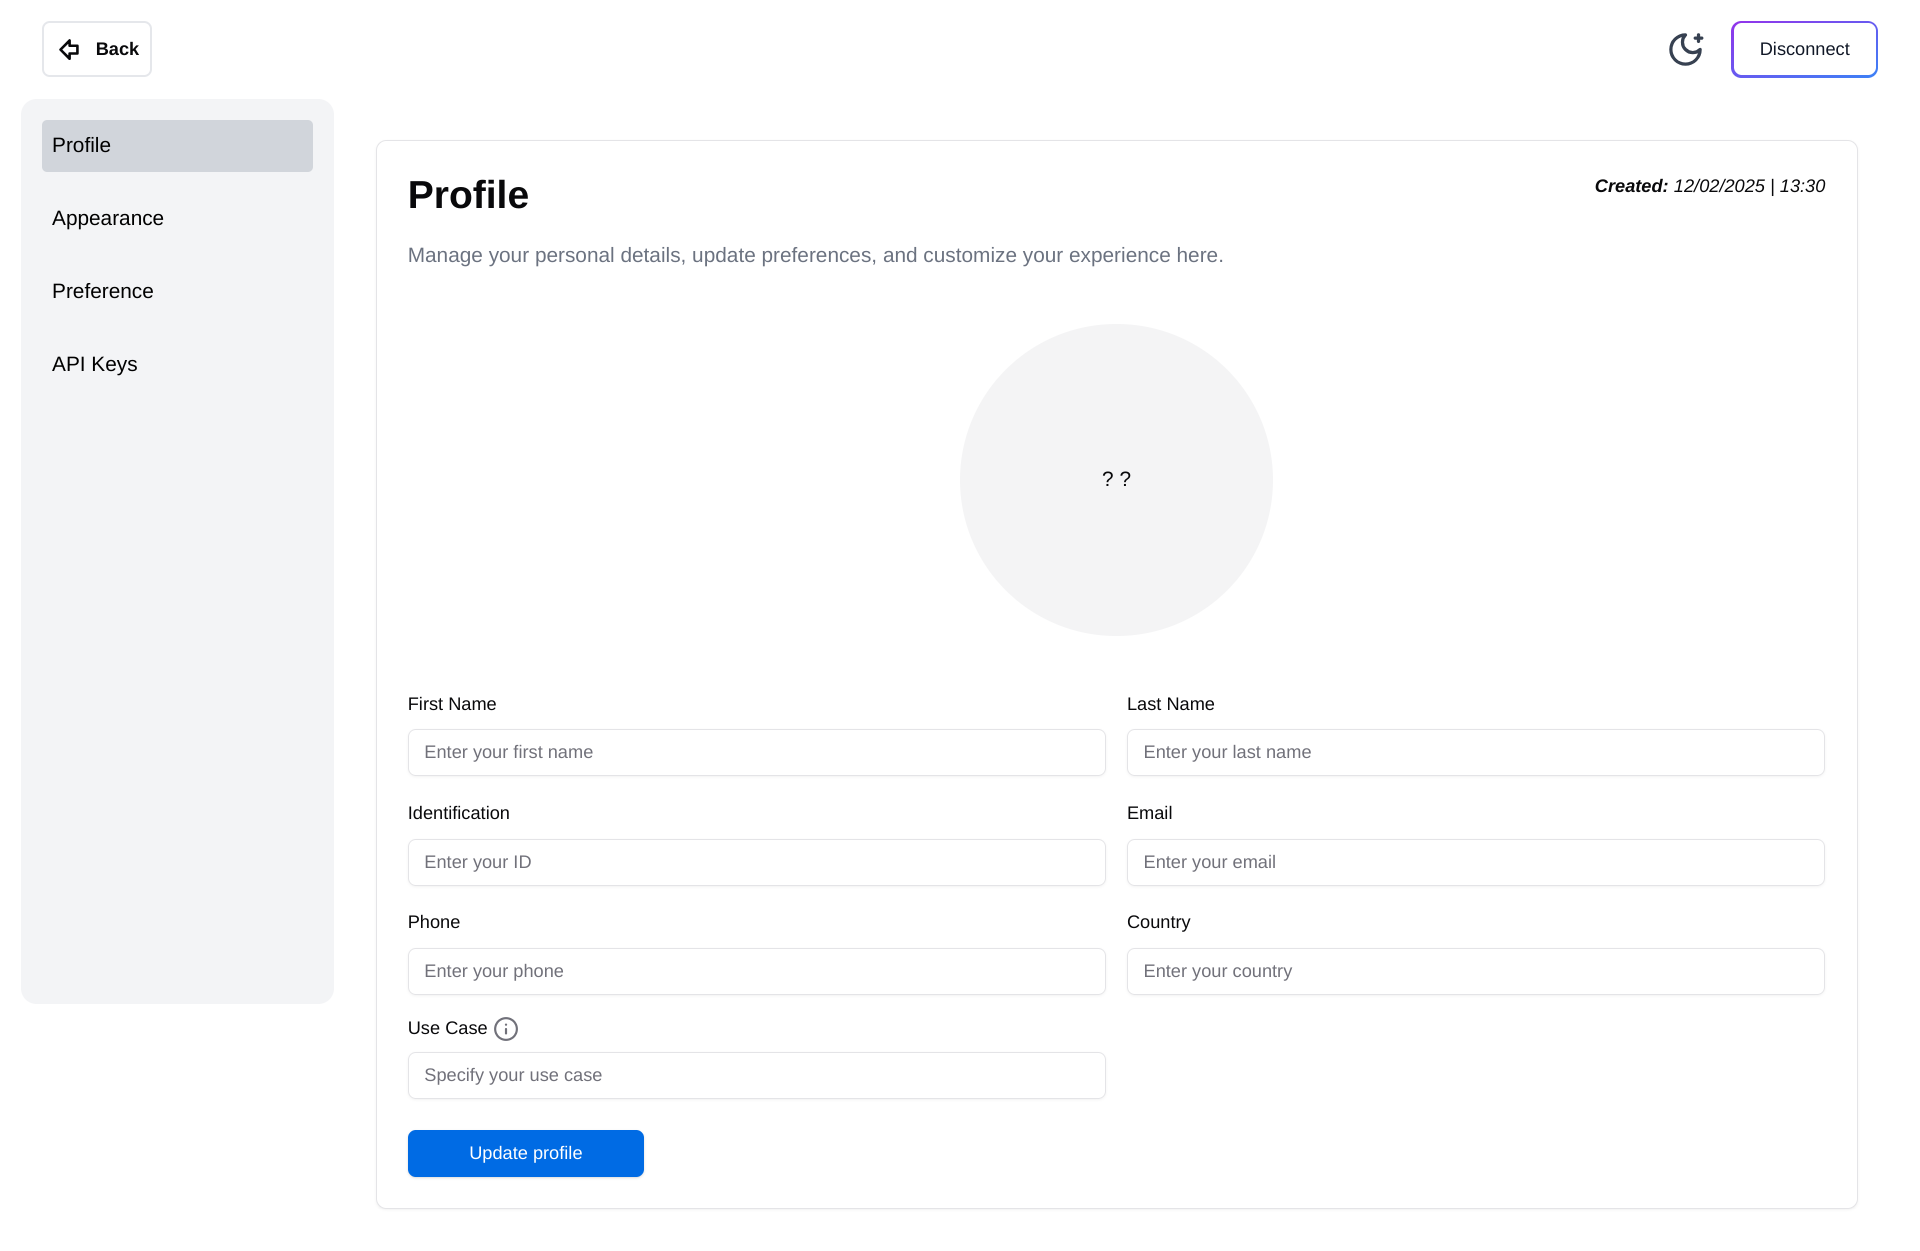 Back
Disconnect
Profile
Appearance
Preference
API Keys
Profile
Created: 12/02/2025 | 13:30
Manage your personal details, update preferences, and customize your experience here.
? ?
First Name
Last Name
Enter your first name
Enter your last name
Identification
Email
Enter your ID
Enter your email
Phone
Country
Enter your phone
Enter your country
Use Case
Specify your use case
Update profile